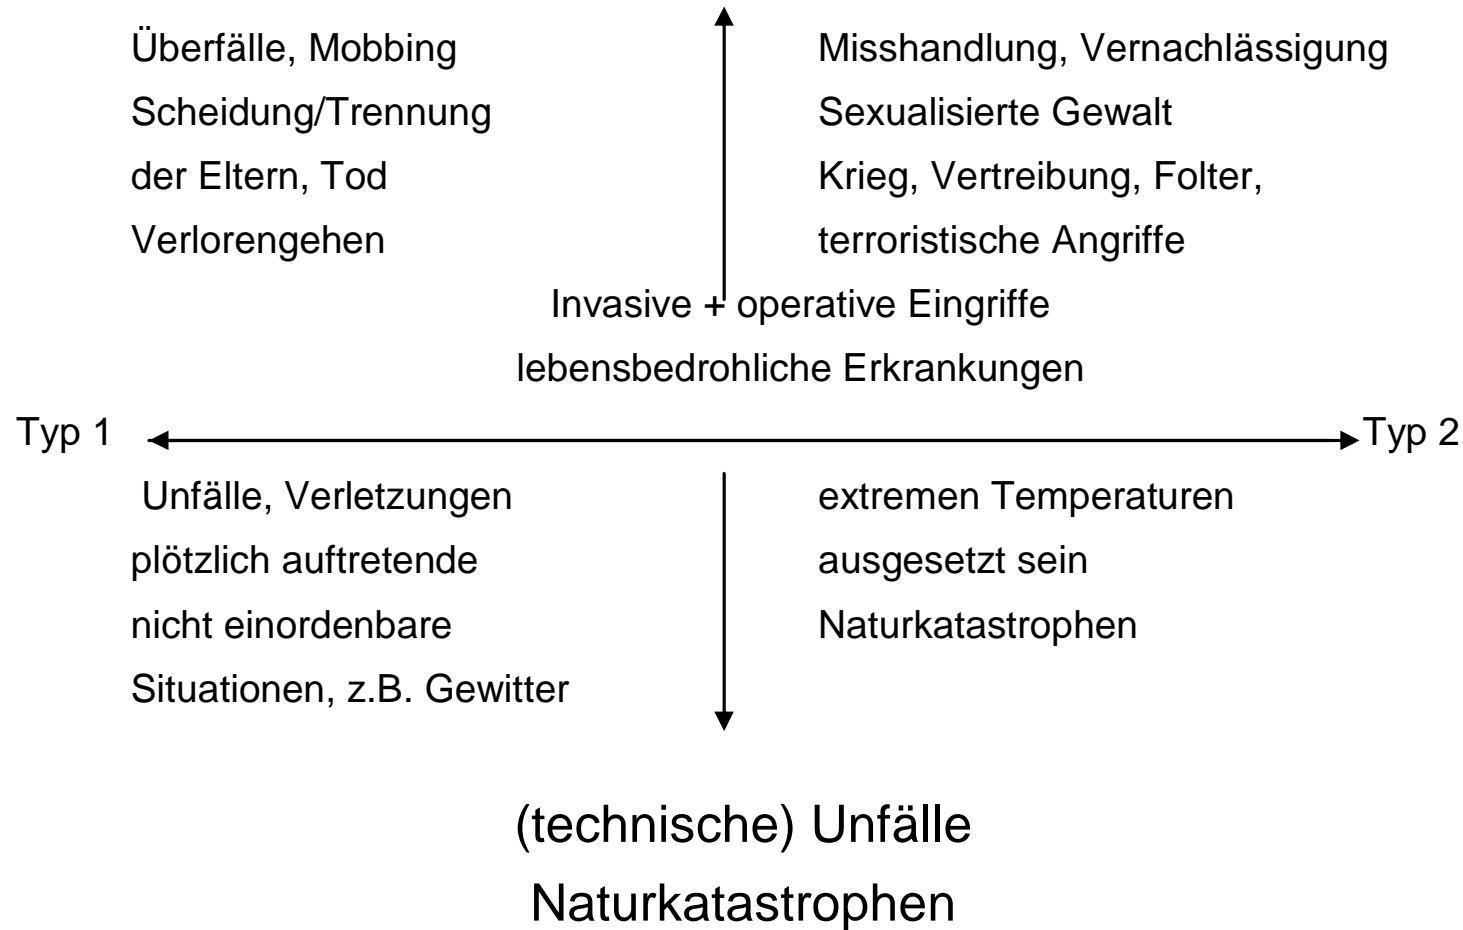 Überfälle, Mobbing
Scheidung/Trennung
der Eltern, Tod
Verlorengehen
Misshandlung, Vernachlässigung
Sexualisierte Gewalt
Krieg, Vertreibung, Folter,
terroristische Angriffe
Invasive + operative Eingriffe
lebensbedrohliche Erkrankungen
Typ 1
Typ 2
Unfälle, Verletzungen
plötzlich auftretende
nicht einordenbare
Situationen, z.B. Gewitter
extremen Temperaturen
ausgesetzt sein
Naturkatastrophen
(technische) Unfälle
Naturkatastrophen